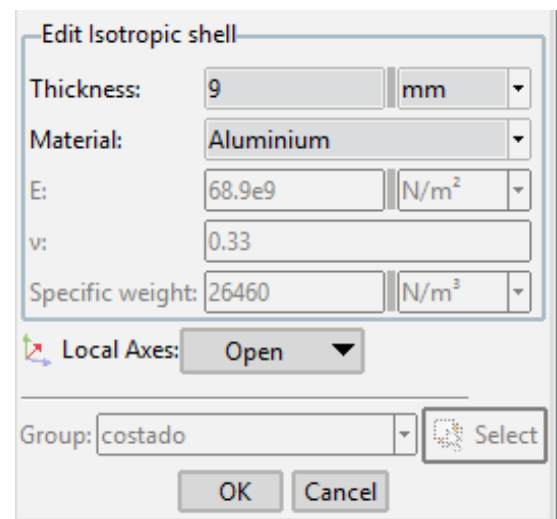 Edit Isotropic shell
Thickness: 9 mm
Material: Aluminium
E: 68.9e9 N/m²
ν: 0.33
Specific weight: 26460 N/m³
Local Axes: Open
Group: costado Select
OK Cancel